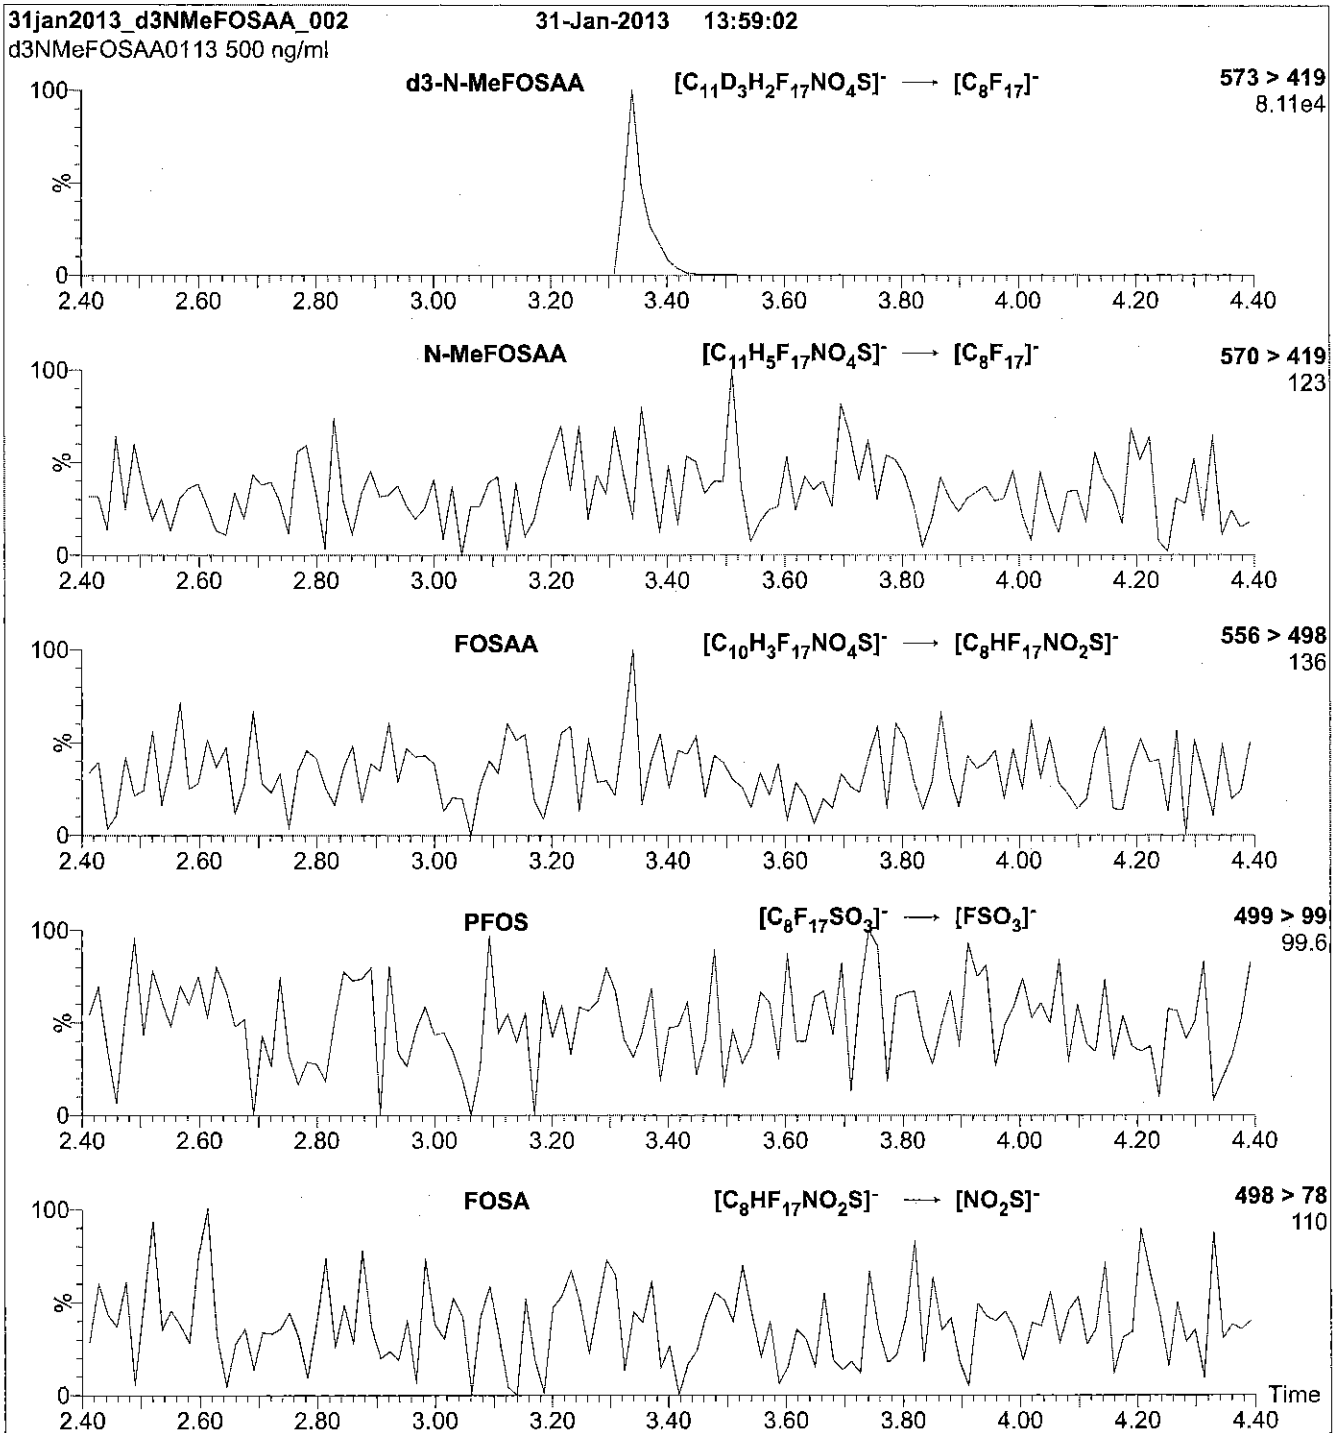 31jan2013_d3NMeFOSAA_002 31-Jan-2013 13:59:02
d3NMeFOSAA0113 500 ng/ml
d3-N-MeFOSAA [C11D3H2F17NO4S]- → [C8F17]- 573 > 419
8.11e4
100
%
0
2.40 2.60 2.80 3.00 3.20 3.40 3.60 3.80 4.00 4.20 4.40
N-MeFOSAA [C11H5F17NO4S]- → [C8F17]- 570 > 419
123
100
%
0
2.40 2.60 2.80 3.00 3.20 3.40 3.60 3.80 4.00 4.20 4.40
FOSAA [C10H3F17NO4S]- → [C8HF17NO2S]- 556 > 498
136
100
%
0
2.40 2.60 2.80 3.00 3.20 3.40 3.60 3.80 4.00 4.20 4.40
PFOS [C8F17SO3]- → [FSO3]- 499 > 99
99.6
100
%
0
2.40 2.60 2.80 3.00 3.20 3.40 3.60 3.80 4.00 4.20 4.40
FOSA [C8HF17NO2S]- → [NO2S]- 498 > 78
110
100
%
0 Time
2.40 2.60 2.80 3.00 3.20 3.40 3.60 3.80 4.00 4.20 4.40